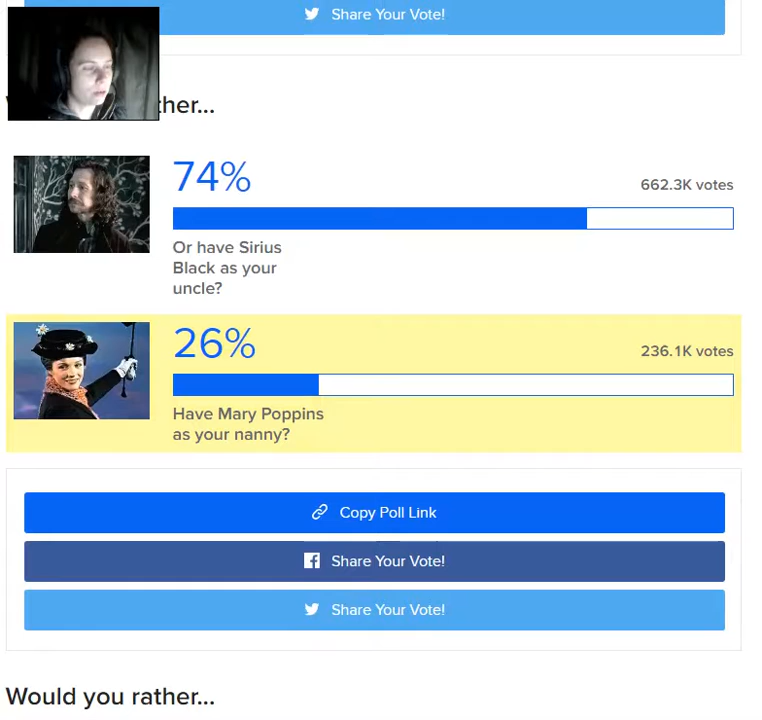 Share Your Vote!
her...
74%
662.3K votes
Or have Sirius
Black as your
uncle?
26%
236.1K votes
Have Mary Poppins
as your nanny?
Copy Poll Link
Share Your Vote!
Share Your Vote!
Would you rather...